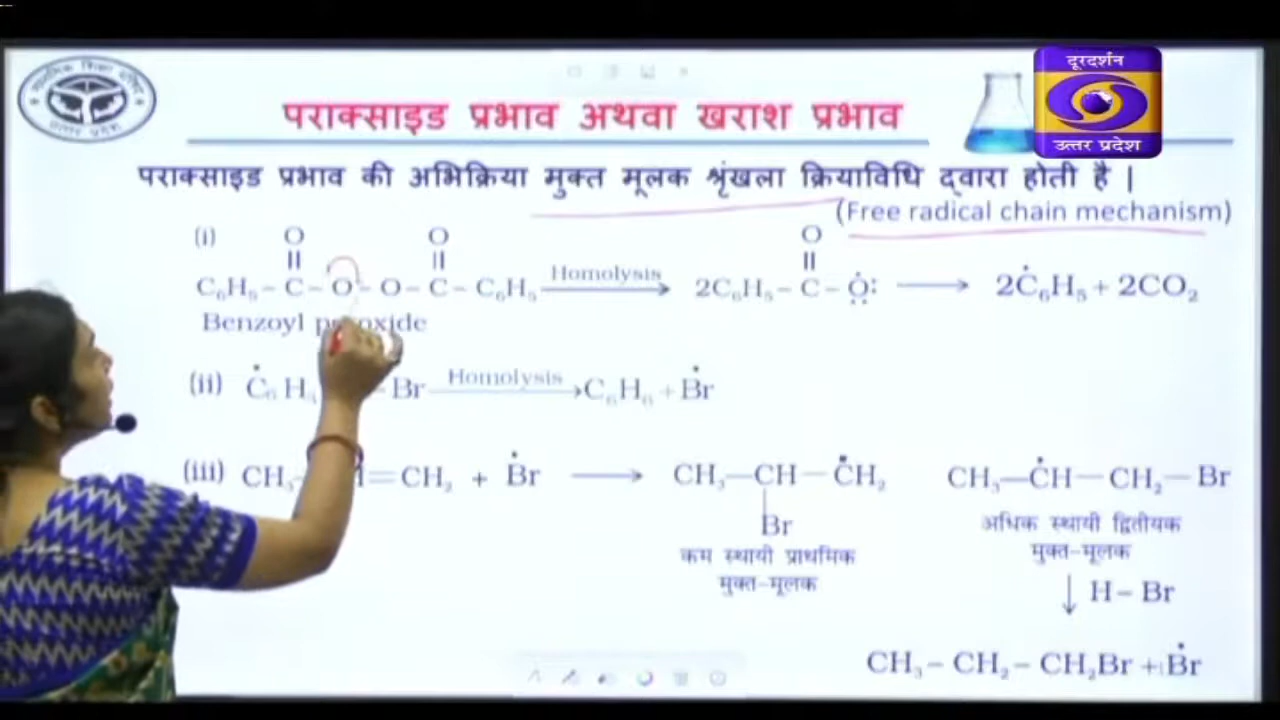 दूरदर्शन
उत्तर प्रदेश
पराक्साइड प्रभाव अथवा खराश प्रभाव
पराक्साइड प्रभाव की अभिक्रिया मुक्त मूलक श्रृंखला क्रियाविधि द्वारा होती है |
(Free radical chain mechanism)
(i)
O O O
|| || ||
C₆H₅ – C – O – O – C – C₆H₅ Homolysis → 2C₆H₅ – C – Ȯ: → 2Ċ₆H₅ + 2CO₂
Benzoyl peroxide
(ii) Ċ₆H Br Homolysis → C₆H₆ + Ḃr
(iii) CH₃– =CH₂ + Ḃr → CH₃—CH—ĊH₂ CH₃—ĊH—CH₂—Br
|
Br
अधिक स्थायी द्वितीयक
मुक्त-मूलक
कम स्थायी प्राथमिक
मुक्त-मूलक
↓ H – Br
CH₃ – CH₂ – CH₂Br + Ḃr